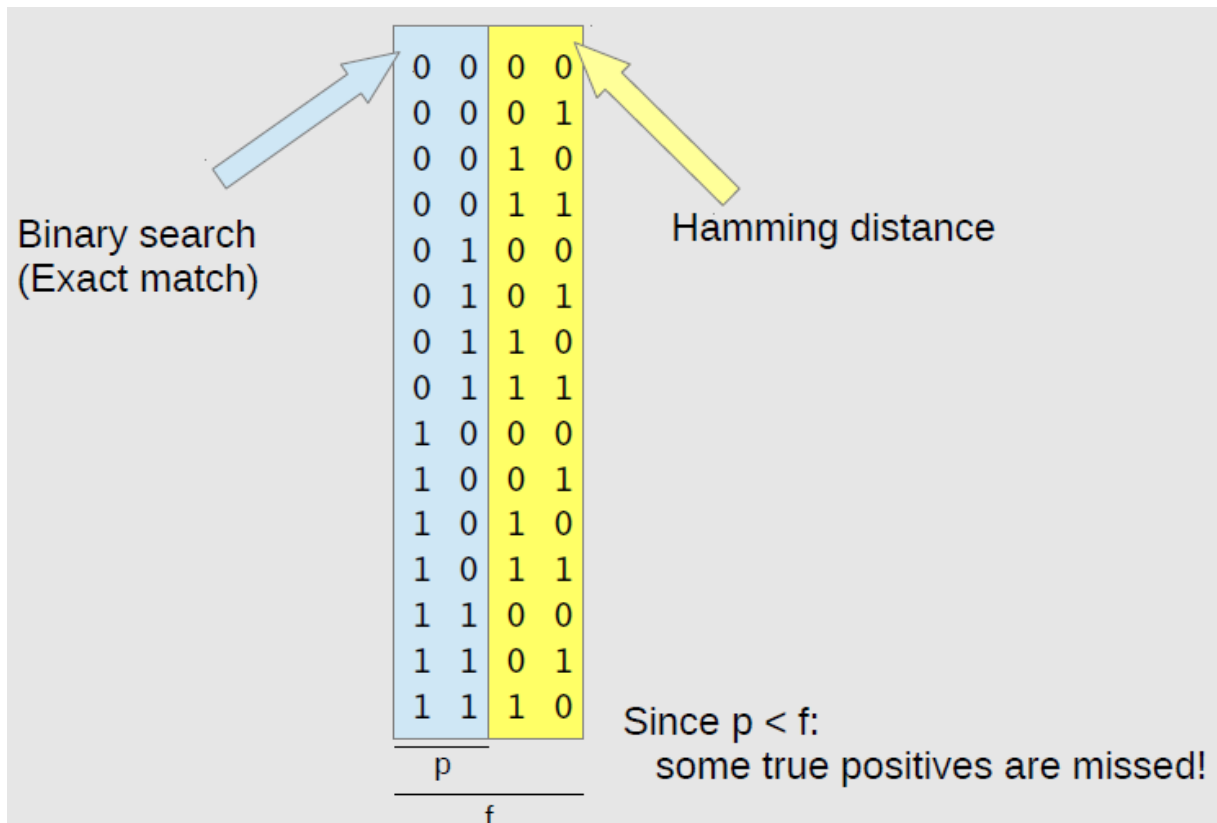 0 0 0 0
0 0 0 1
0 0 1 0
0 0 1 1
Binary search
(Exact match)
Hamming distance
0 1 0 0
0 1 0 1
0 1 1 0
0 1 1 1
1 0 0 0
1 0 0 1
1 0 1 0
1 0 1 1
1 1 0 0
1 1 0 1
1 1 1 0
Since p < f:
some true positives are missed!
p
f